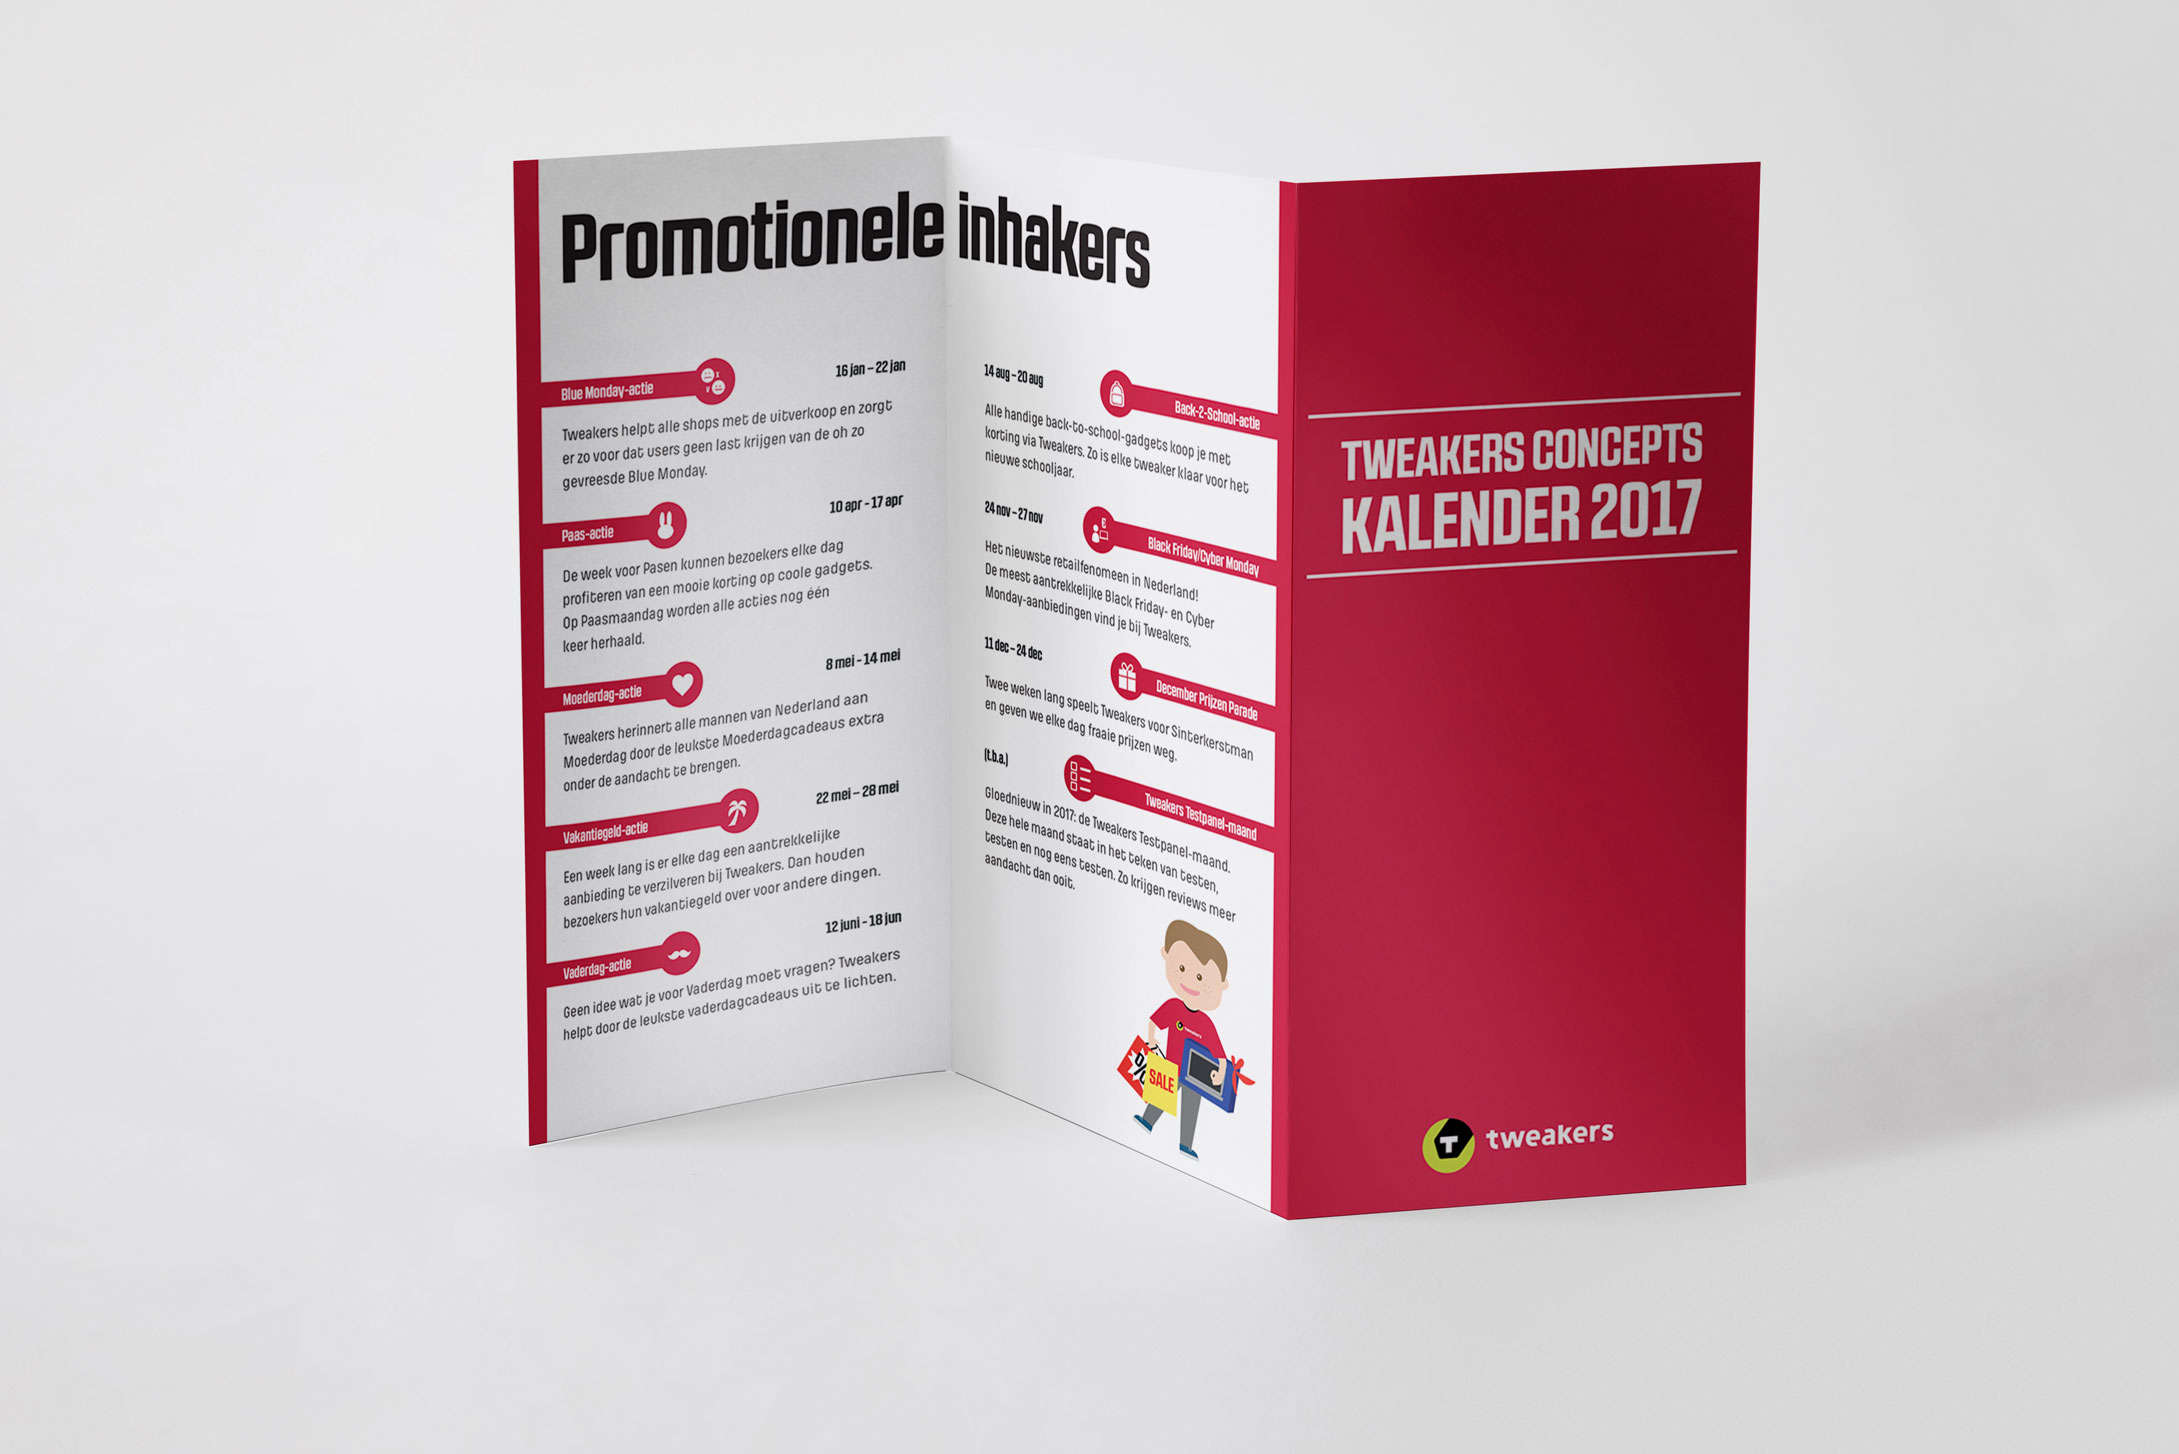 Promotionele inhakers
Blue Monday-actie
16 jan – 22 jan
Tweakers helpt alle shops met de uitverkoop en zorgt
er zo voor dat users geen last krijgen van de oh zo
gevreesde Blue Monday.
Paas-actie
10 apr - 17 apr
De week voor Pasen kunnen bezoekers elke dag
profiteren van een mooie korting op coole gadgets.
Op Paasmaandag worden alle acties nog één
keer herhaald.
Moederdag-actie
8 mei - 14 mei
Tweakers herinnert alle mannen van Nederland aan
Moederdag door de leukste Moederdagcadeaus extra
onder de aandacht te brengen.
Vakantiegeld-actie
22 mei – 28 mei
Een week lang is er elke dag een aantrekkelijke
aanbieding te verzilveren bij Tweakers. Dan houden
bezoekers hun vakantiegeld over voor andere dingen.
Vaderdag-actie
12 juni - 18 jun
Geen idee wat je voor Vaderdag moet vragen? Tweakers
helpt door de leukste vaderdagcadeaus uit te lichten.
14 aug – 20 aug
Back-2-School-actie
Alle handige back-to-school-gadgets koop je met
korting via Tweakers. Zo is elke tweaker klaar voor het
nieuwe schooljaar.
24 nov – 27 nov
Black Friday/Cyber Monday
Het nieuwste retailfenomeen in Nederland!
De meest aantrekkelijke Black Friday- en Cyber
Monday-aanbiedingen vind je bij Tweakers.
11 dec – 24 dec
December Prijzen Parade
Twee weken lang speelt Tweakers voor Sinterkerstman
en geven we elke dag fraaie prijzen weg.
(t.b.a.)
Tweakers Testpanel-maand
Gloednieuw in 2017: de Tweakers Testpanel-maand.
Deze hele maand staat in het teken van testen,
testen en nog eens testen. Zo krijgen reviews meer
aandacht dan ooit.
tweakers
%
SALE
TWEAKERS CONCEPTS
KALENDER 2017
T tweakers